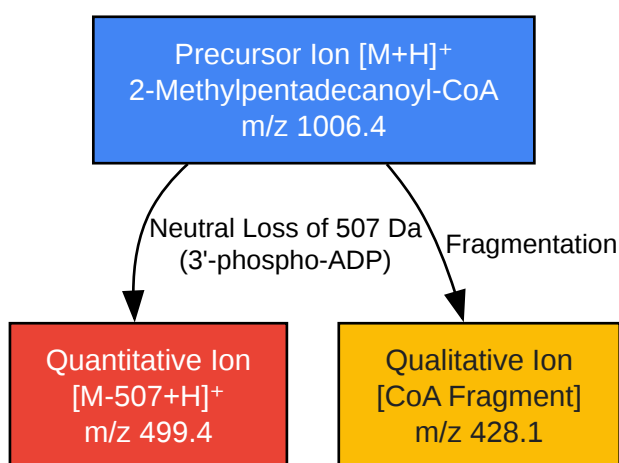 Precursor Ion [M+H]⁺
2-Methylpentadecanoyl-CoA
m/z 1006.4
Neutral Loss of 507 Da
(3'-phospho-ADP)
Fragmentation
Quantitative Ion
[M-507+H]⁺
m/z 499.4
Qualitative Ion
[CoA Fragment]
m/z 428.1